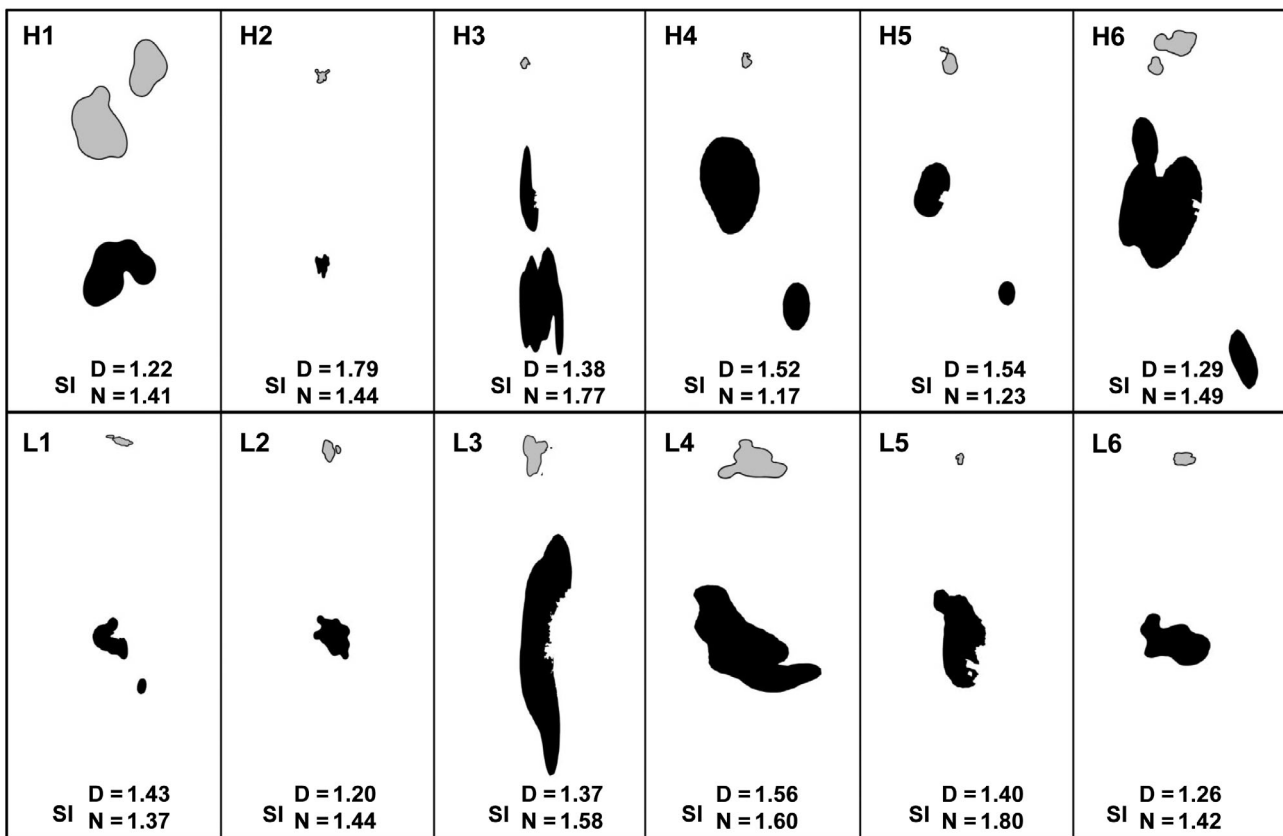 H1
D = 1.22
SI N = 1.41
H2
D = 1.79
SI N = 1.44
H3
D = 1.38
SI N = 1.77
H4
D = 1.52
SI N = 1.17
H5
D = 1.54
SI N = 1.23
H6
D = 1.29
SI N = 1.49
L1
D = 1.43
SI N = 1.37
L2
D = 1.20
SI N = 1.44
L3
D = 1.37
SI N = 1.58
L4
D = 1.56
SI N = 1.60
L5
D = 1.40
SI N = 1.80
L6
D = 1.26
SI N = 1.42